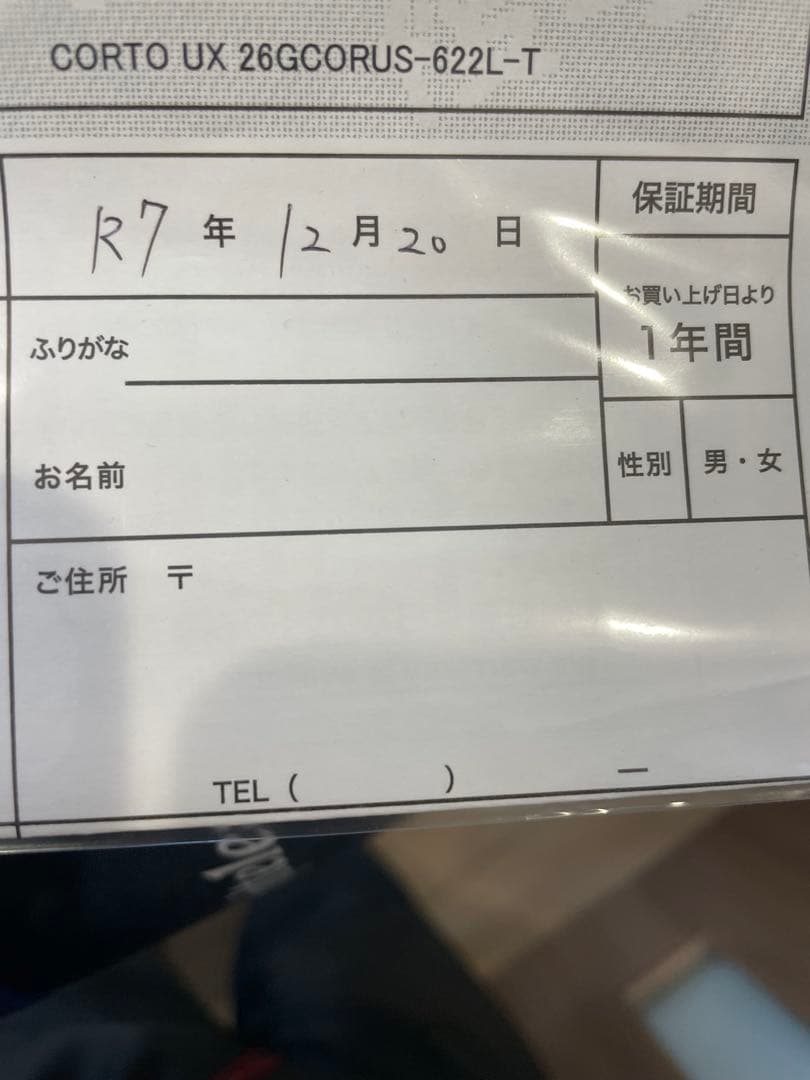 CORTO UX 26GCORUS-622L-T
R7 年 12 月 20 日
保証期間
お買い上げ日より
1年間
ふりがな
お名前
性別 男・女
ご住所 〒
TEL ( ) ー